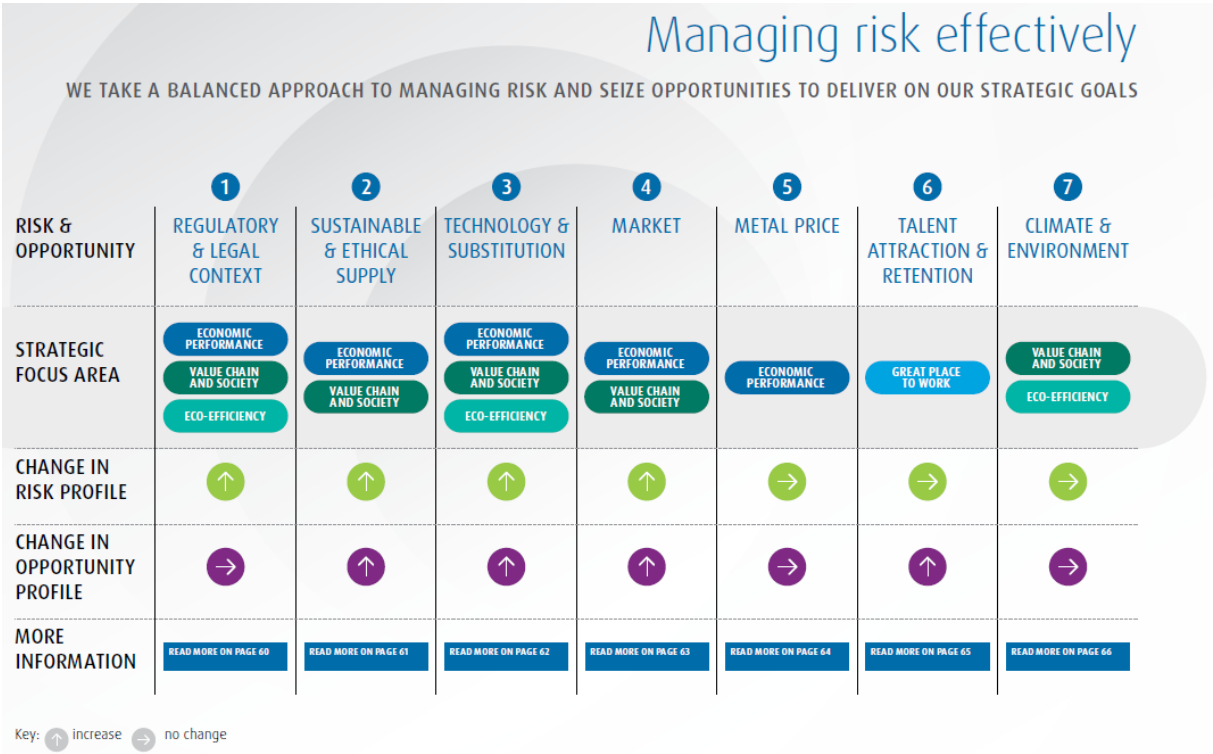 Managing risk effectively
WE TAKE A BALANCED APPROACH TO MANAGING RISK AND SEIZE OPPORTUNITIES TO DELIVER ON OUR STRATEGIC GOALS
1
2
3
4
5
6
7
RISK &
OPPORTUNITY
REGULATORY
& LEGAL
CONTEXT
SUSTAINABLE
& ETHICAL
SUPPLY
TECHNOLOGY &
SUBSTITUTION
MARKET
METAL PRICE
TALENT
ATTRACTION &
RETENTION
CLIMATE &
ENVIRONMENT
STRATEGIC
FOCUS AREA
ECONOMIC
PERFORMANCE
VALUE CHAIN
AND SOCIETY
ECO-EFFICIENCY
ECONOMIC
PERFORMANCE
VALUE CHAIN
AND SOCIETY
ECONOMIC
PERFORMANCE
VALUE CHAIN
AND SOCIETY
ECO-EFFICIENCY
ECONOMIC
PERFORMANCE
VALUE CHAIN
AND SOCIETY
ECONOMIC
PERFORMANCE
GREAT PLACE
TO WORK
VALUE CHAIN
AND SOCIETY
ECO-EFFICIENCY
CHANGE IN
RISK PROFILE
↑
↑
↑
↑
→
→
→
CHANGE IN
OPPORTUNITY
PROFILE
→
↑
↑
↑
→
↑
→
MORE
INFORMATION
READ MORE ON PAGE 60
READ MORE ON PAGE 61
READ MORE ON PAGE 62
READ MORE ON PAGE 63
READ MORE ON PAGE 64
READ MORE ON PAGE 65
READ MORE ON PAGE 66
Key: ↑ increase → no change